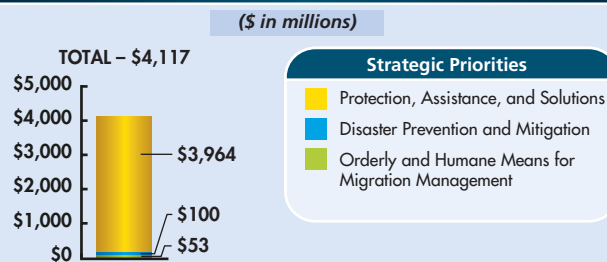 ($ in millions)
TOTAL – $4,117
$5,000
$4,000
$3,000
$2,000
$1,000
$0
$3,964
$100
$53
Strategic Priorities
Protection, Assistance, and Solutions
Disaster Prevention and Mitigation
Orderly and Humane Means for
Migration Management